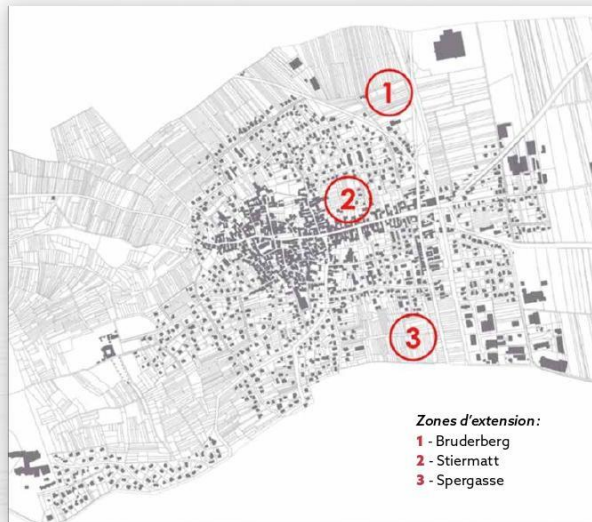 1
2
3
Zones d'extension :
1 - Bruderberg
2 - Stiermatt
3 - Spergasse